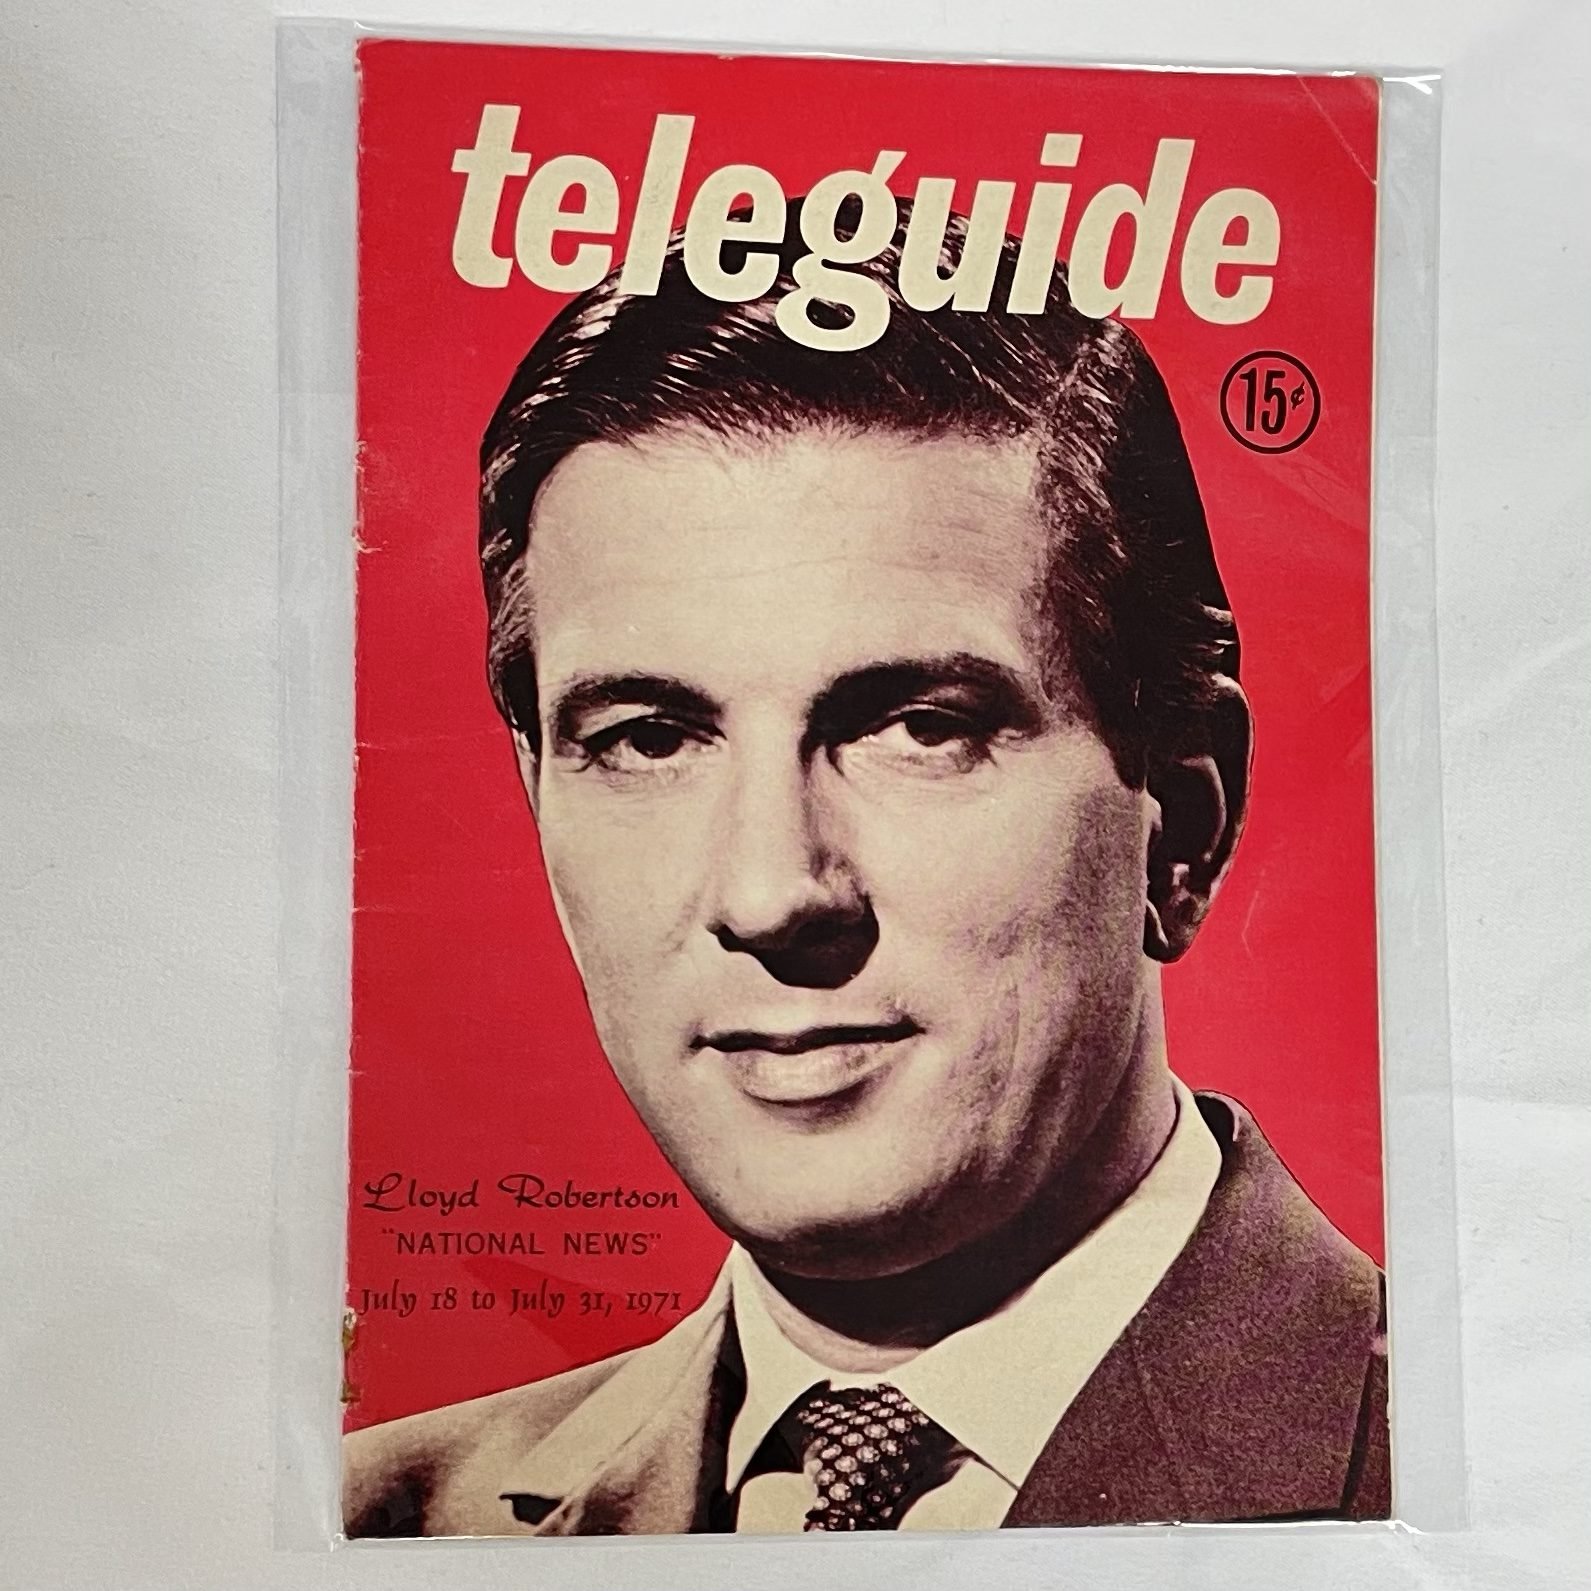 teleguide
15¢
Lloyd Robertson
"NATIONAL NEWS"
July 18 to July 31, 1971